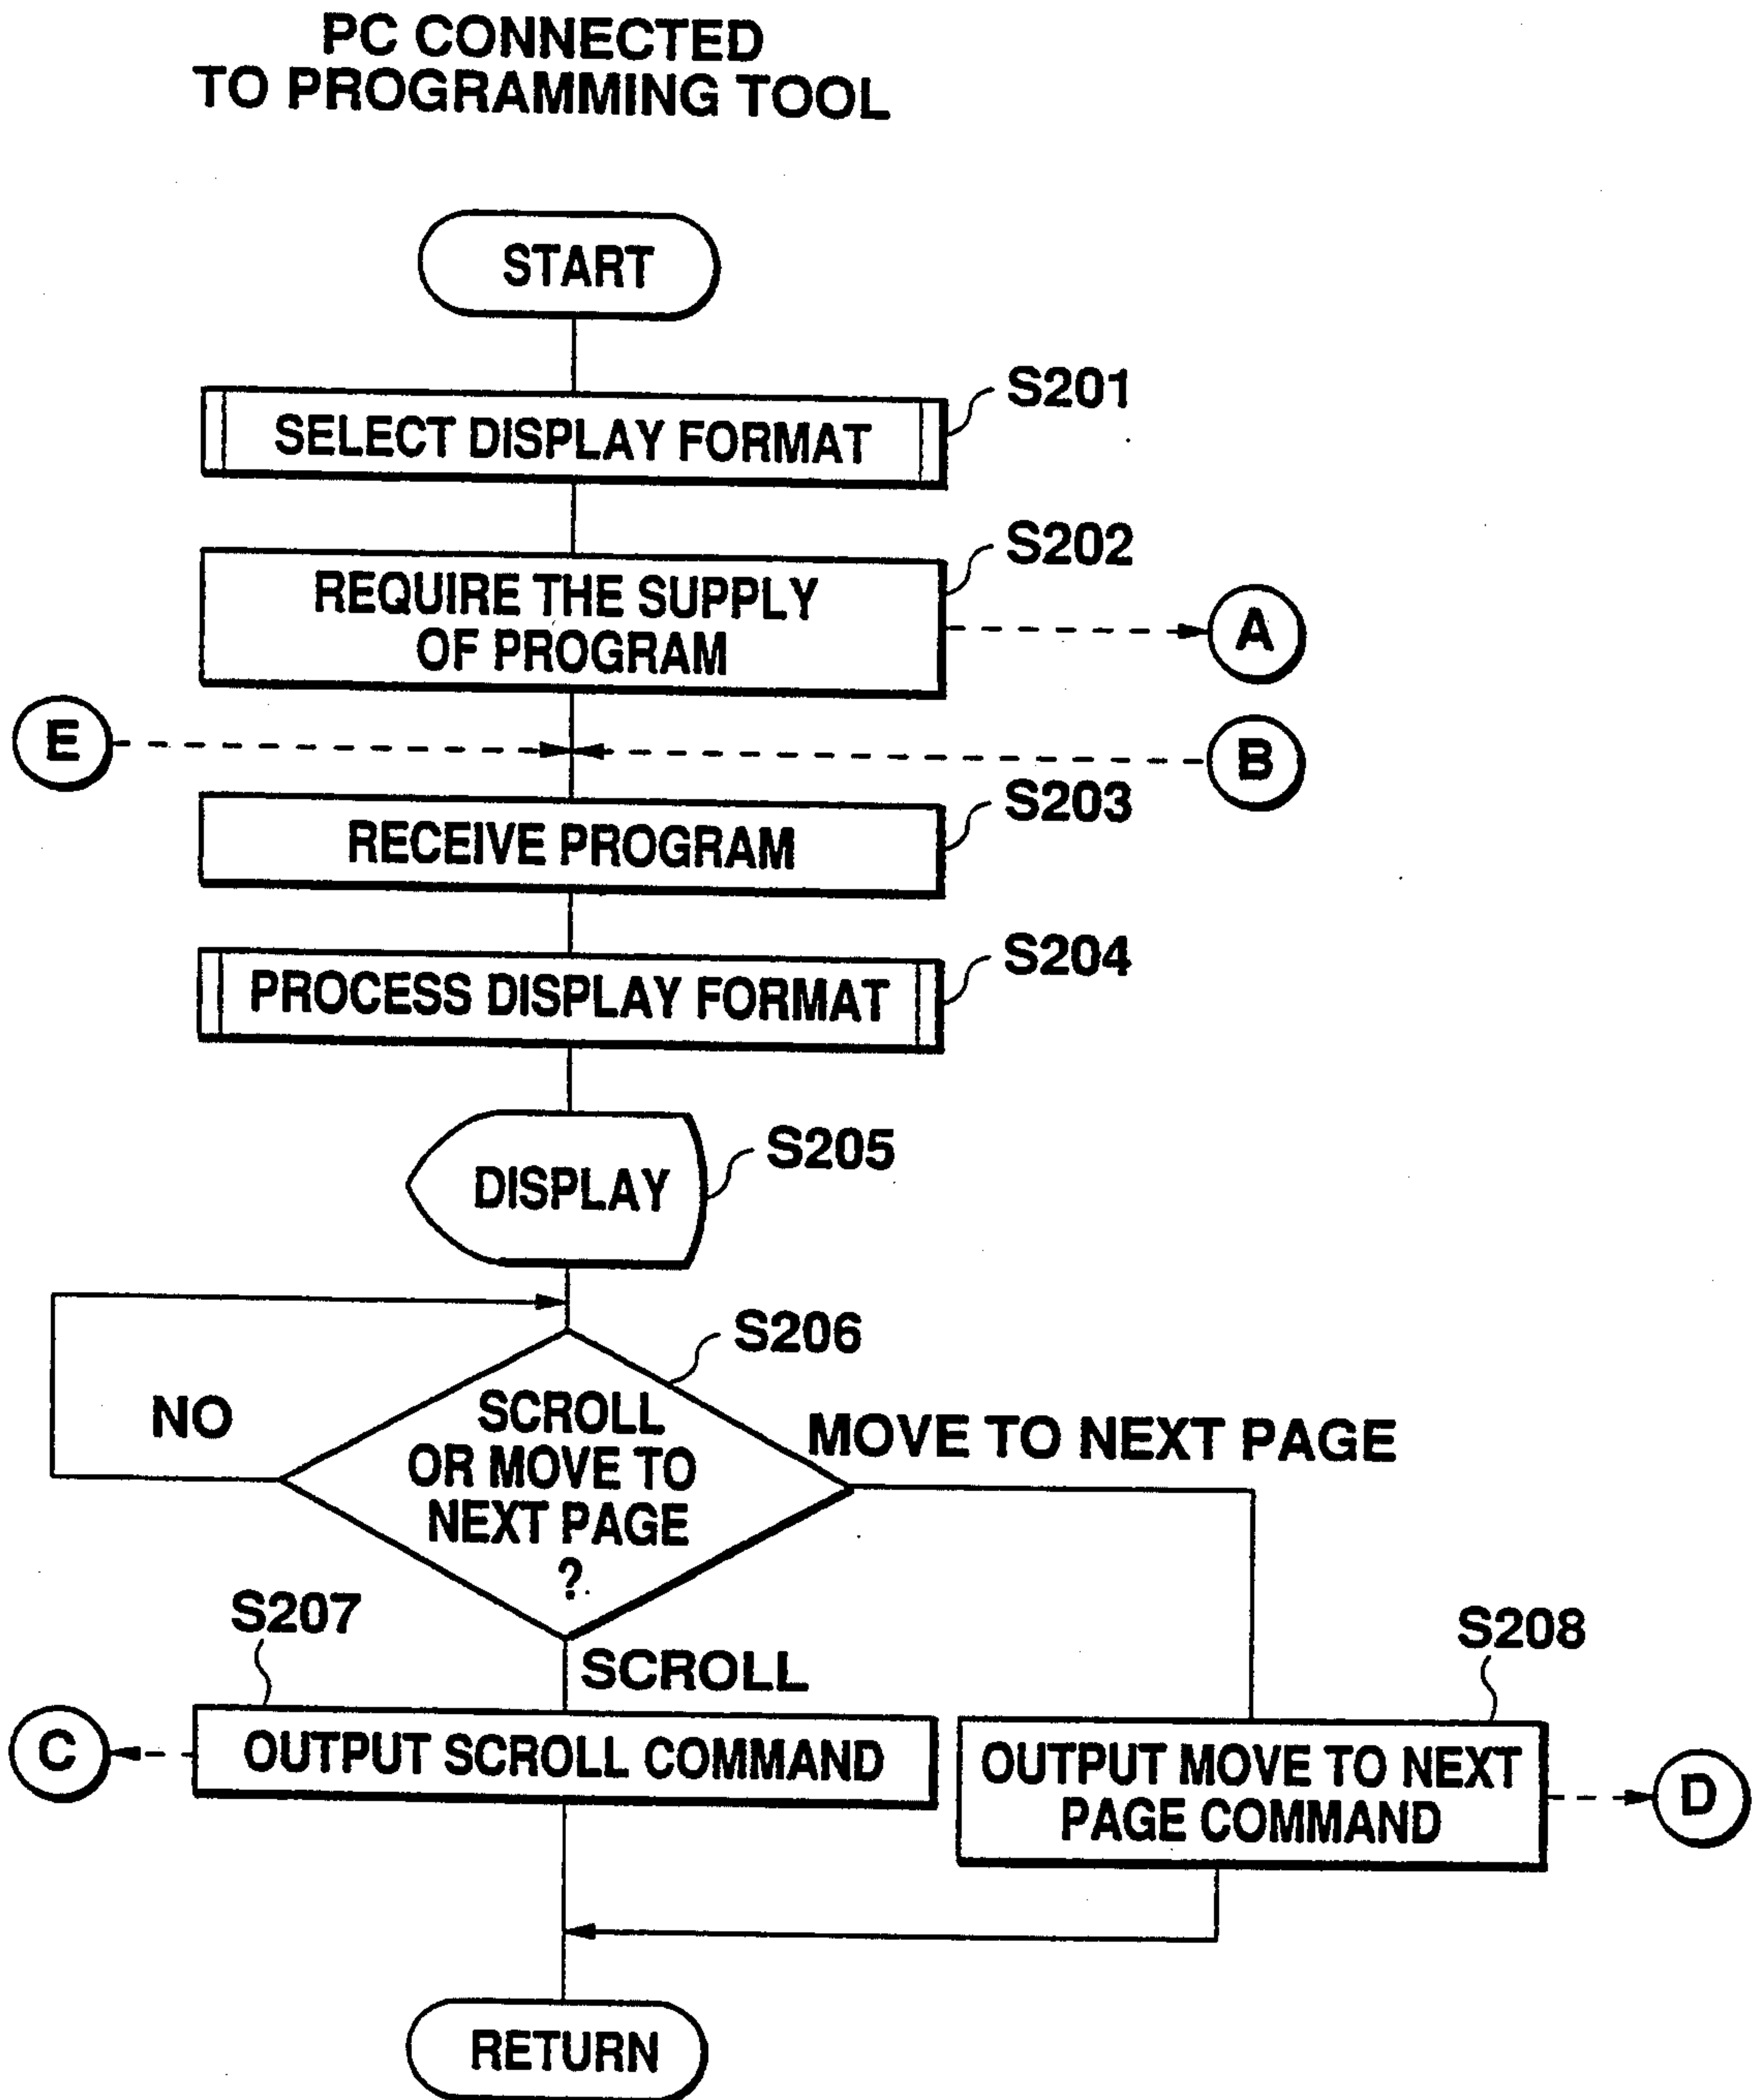 PC CONNECTED
TO PROGRAMMING TOOL
START
S201
SELECT DISPLAY FORMAT
S202
REQUIRE THE SUPPLY
OF PROGRAM
A
E
B
S203
RECEIVE PROGRAM
S204
PROCESS DISPLAY FORMAT
S205
DISPLAY
S206
NO
SCROLL
OR MOVE TO
NEXT PAGE
?
MOVE TO NEXT PAGE
S207
SCROLL
S208
C
OUTPUT SCROLL COMMAND
OUTPUT MOVE TO NEXT
PAGE COMMAND
D
RETURN